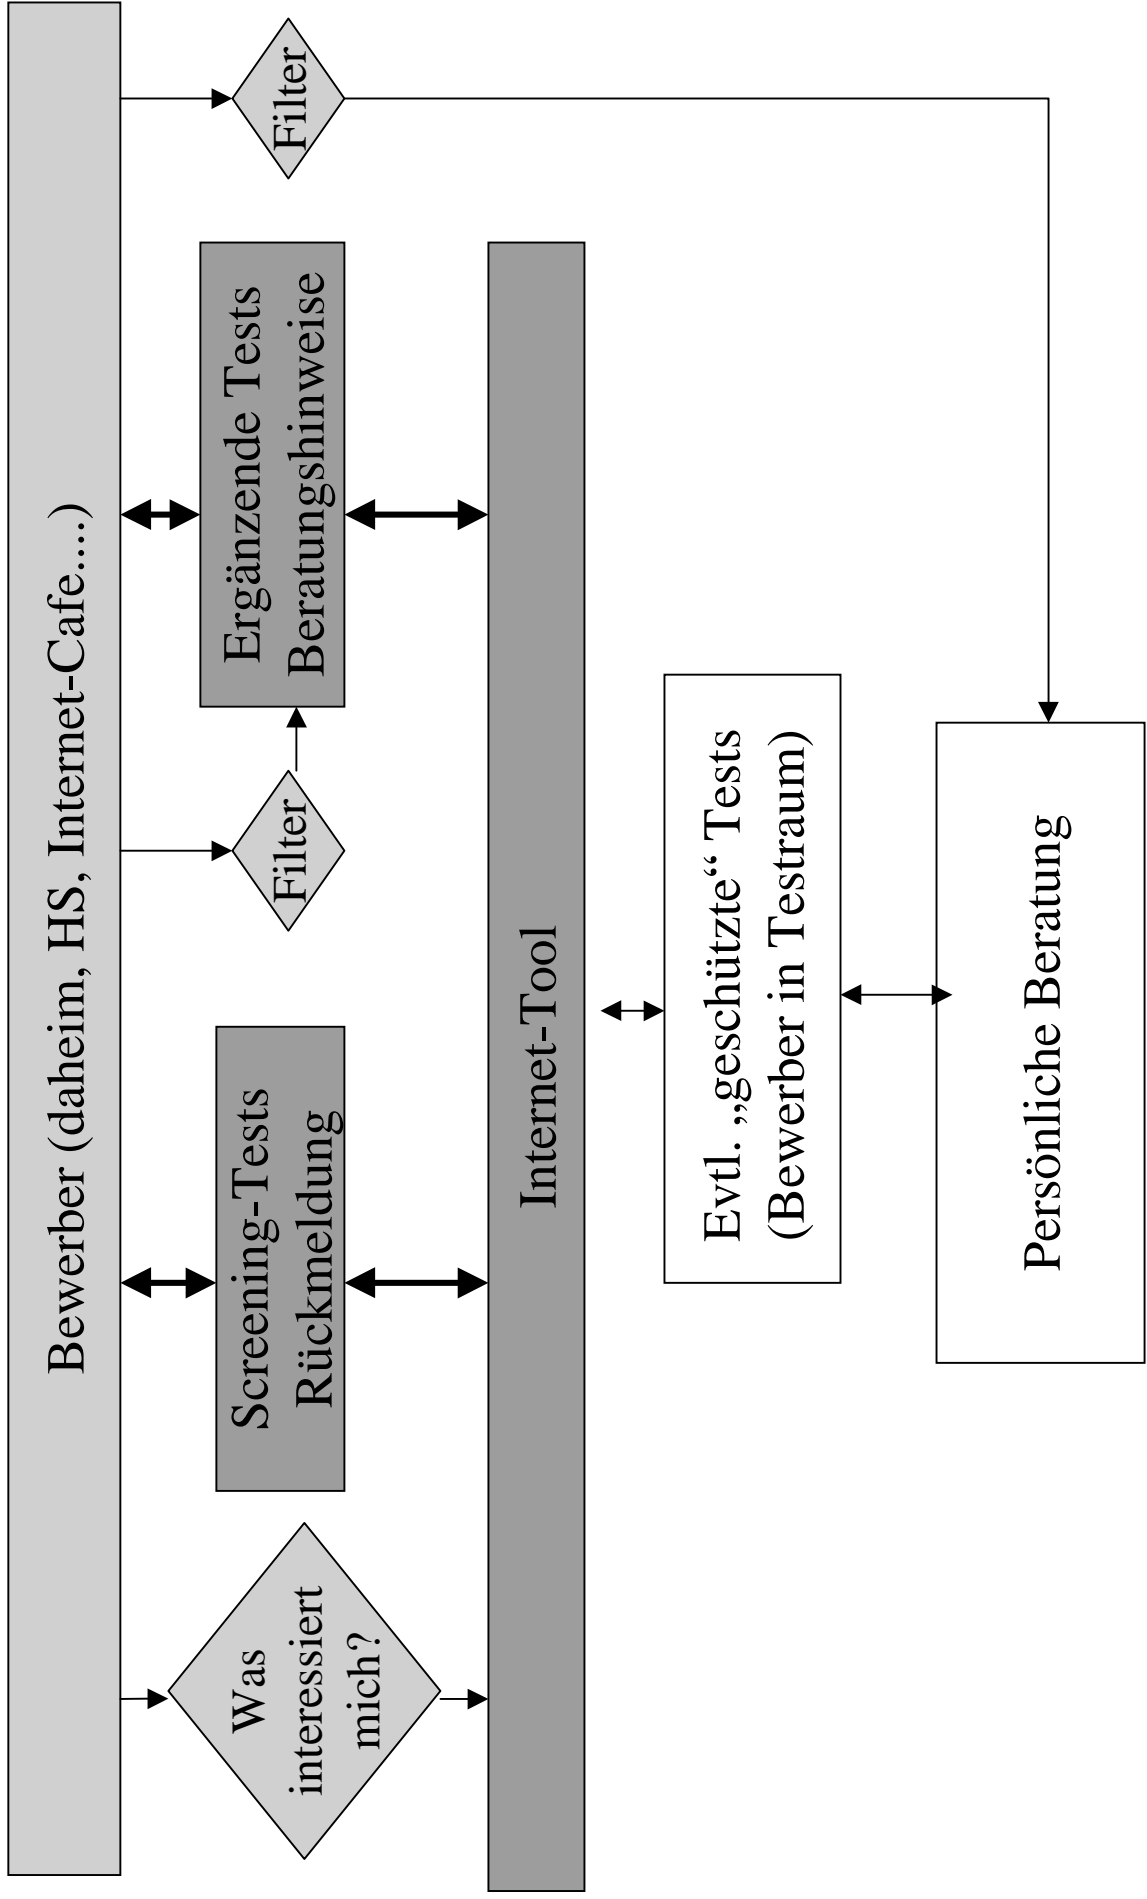 Bewerber (daheim, HS, Internet-Cafe....)
Was
interessiert
mich?
Screening-Tests
Rückmeldung
Filter
Ergänzende Tests
Beratungshinweise
Filter
Internet-Tool
Evtl. „geschützte“ Tests
(Bewerber in Testraum)
Persönliche Beratung